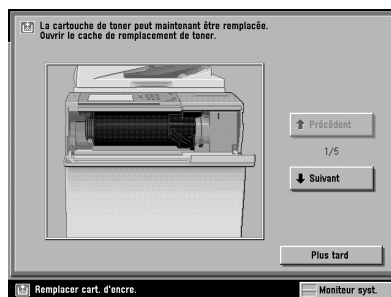 La cartouche de toner peut maintenant être remplacée.
Ouvrir le cache de remplacement de toner.
Précédent
1/5
Suivant
Plus tard
Remplacer cart. d'encre.
Moniteur syst.